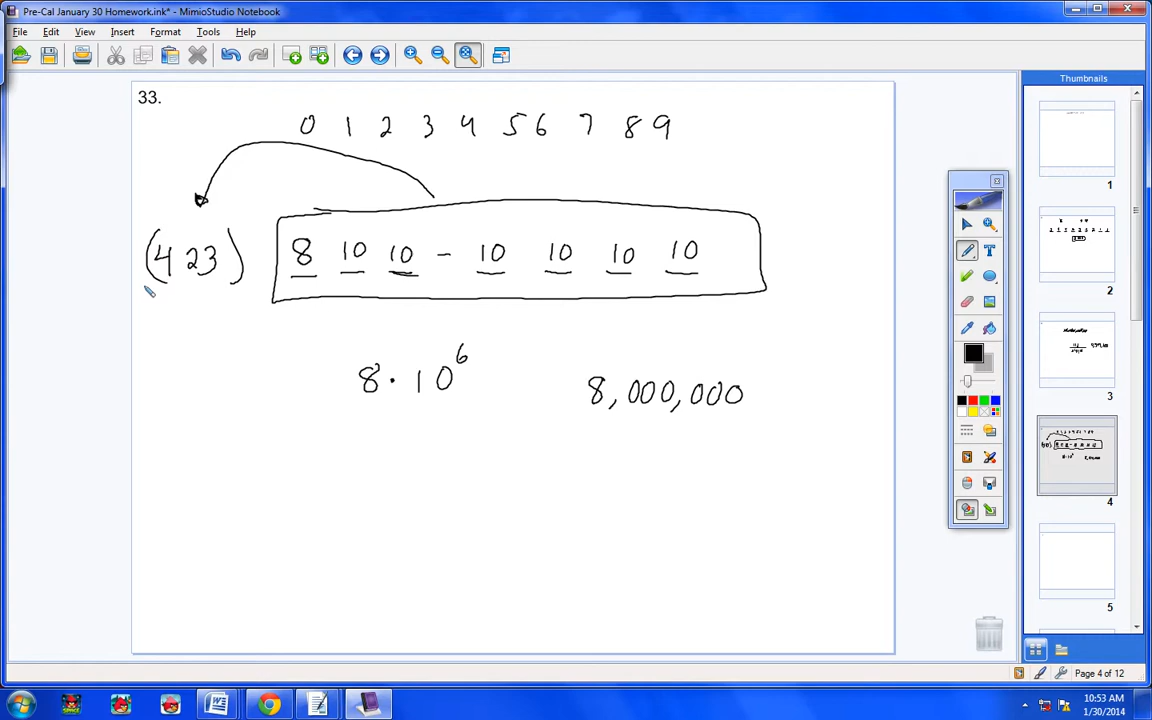 Pre-Cal January 30 Homework.ink* - MimioStudio Notebook
File Edit View Insert Format Tools Help
Thumbnails
33.
0 1 2 3 4 5 6 7 8 9
(423) 8 10 10 - 10 10 10 10
8 · 10^6
8,000,000
1
2
3
4
5
T
Page 4 of 12
10:53 AM
1/30/2014